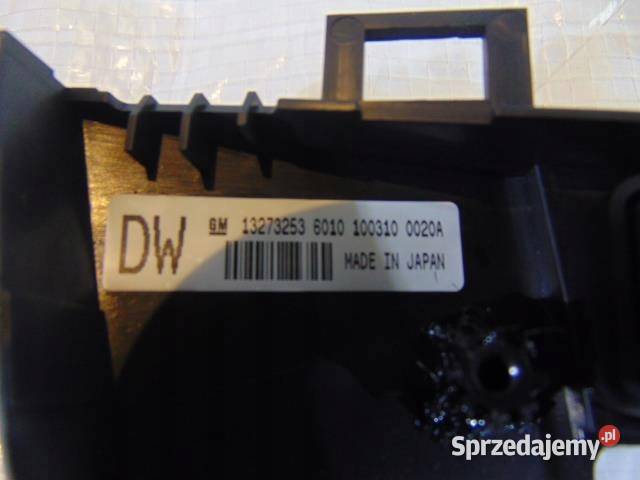 DW GM 13273253 6010 100310 0020A
MADE IN JAPAN
Sprzedajemy.pl